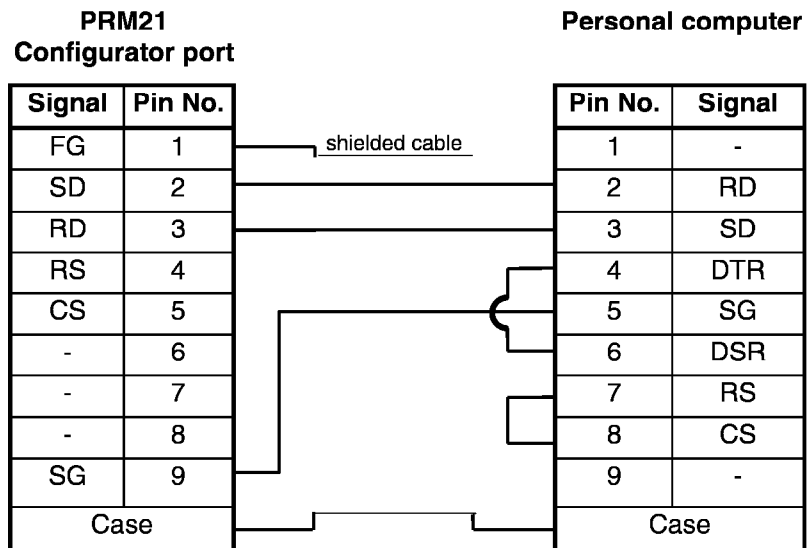 PRM21
Configurator port
Personal computer
Signal Pin No. Pin No. Signal
FG 1 shielded cable 1 -
SD 2 2 RD
RD 3 3 SD
RS 4 4 DTR
CS 5 5 SG
- 6 6 DSR
- 7 7 RS
- 8 8 CS
SG 9 9 -
Case Case